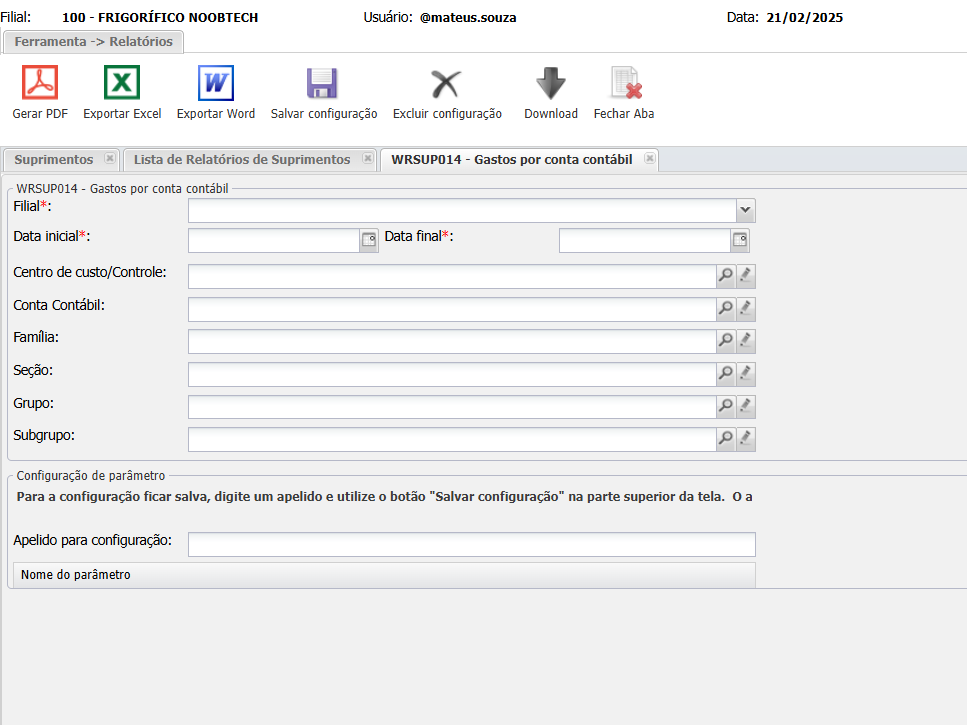 Filial: 100 - FRIGORÍFICO NOOBTECH Usuário: @mateus.souza Data: 21/02/2025
Ferramenta -> Relatórios
Gerar PDF Exportar Excel Exportar Word Salvar configuração Excluir configuração Download Fechar Aba
Suprimentos Lista de Relatórios de Suprimentos WRSUP014 - Gastos por conta contábil
WRSUP014 - Gastos por conta contábil
Filial*:
Data inicial*: Data final*:
Centro de custo/Controle:
Conta Contábil:
Família:
Seção:
Grupo:
Subgrupo:
Configuração de parâmetro
Para a configuração ficar salva, digite um apelido e utilize o botão "Salvar configuração" na parte superior da tela. O a
Apelido para configuração:
Nome do parâmetro